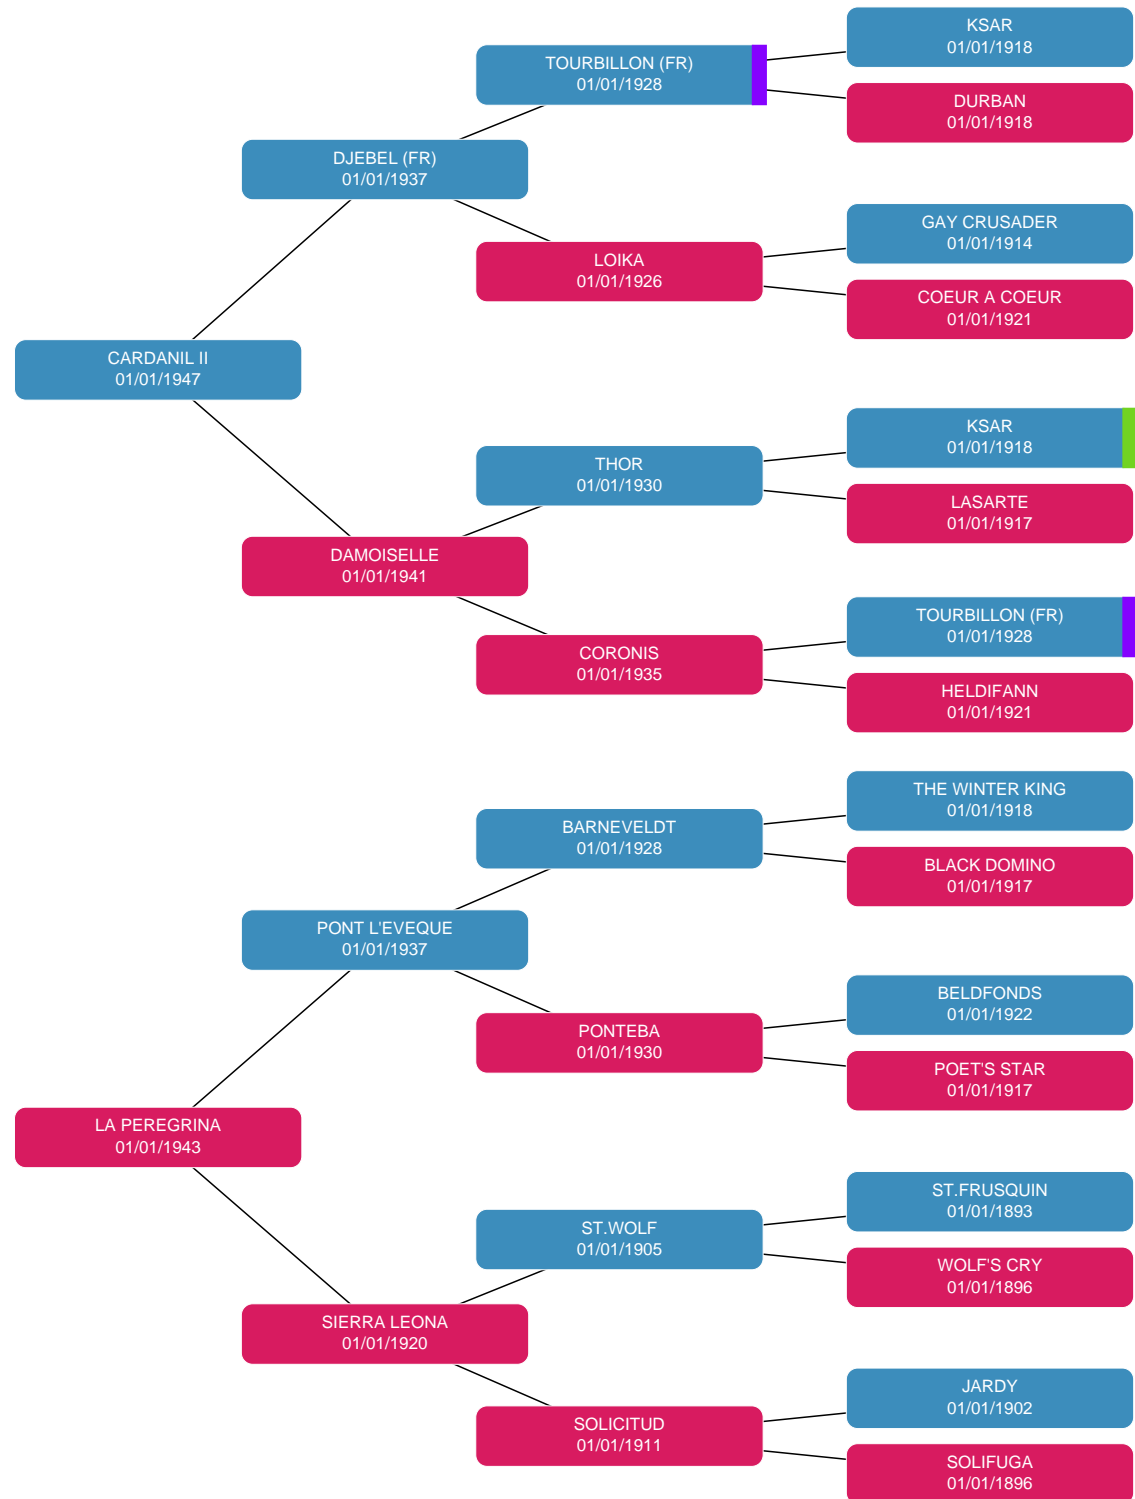 KSAR
01/01/1918
TOURBILLON (FR)
01/01/1928
DURBAN
01/01/1918
DJEBEL (FR)
01/01/1937
GAY CRUSADER
01/01/1914
LOIKA
01/01/1926
COEUR A COEUR
01/01/1921
CARDANIL II
01/01/1947
KSAR
01/01/1918
THOR
01/01/1930
LASARTE
01/01/1917
DAMOISELLE
01/01/1941
TOURBILLON (FR)
01/01/1928
CORONIS
01/01/1935
HELDIFANN
01/01/1921
THE WINTER KING
01/01/1918
BARNEVELDT
01/01/1928
BLACK DOMINO
01/01/1917
PONT L'EVEQUE
01/01/1937
BELDFONDS
01/01/1922
PONTEBA
01/01/1930
POET'S STAR
01/01/1917
LA PEREGRINA
01/01/1943
ST.FRUSQUIN
01/01/1893
ST.WOLF
01/01/1905
WOLF'S CRY
01/01/1896
SIERRA LEONA
01/01/1920
JARDY
01/01/1902
SOLICITUD
01/01/1911
SOLIFUGA
01/01/1896